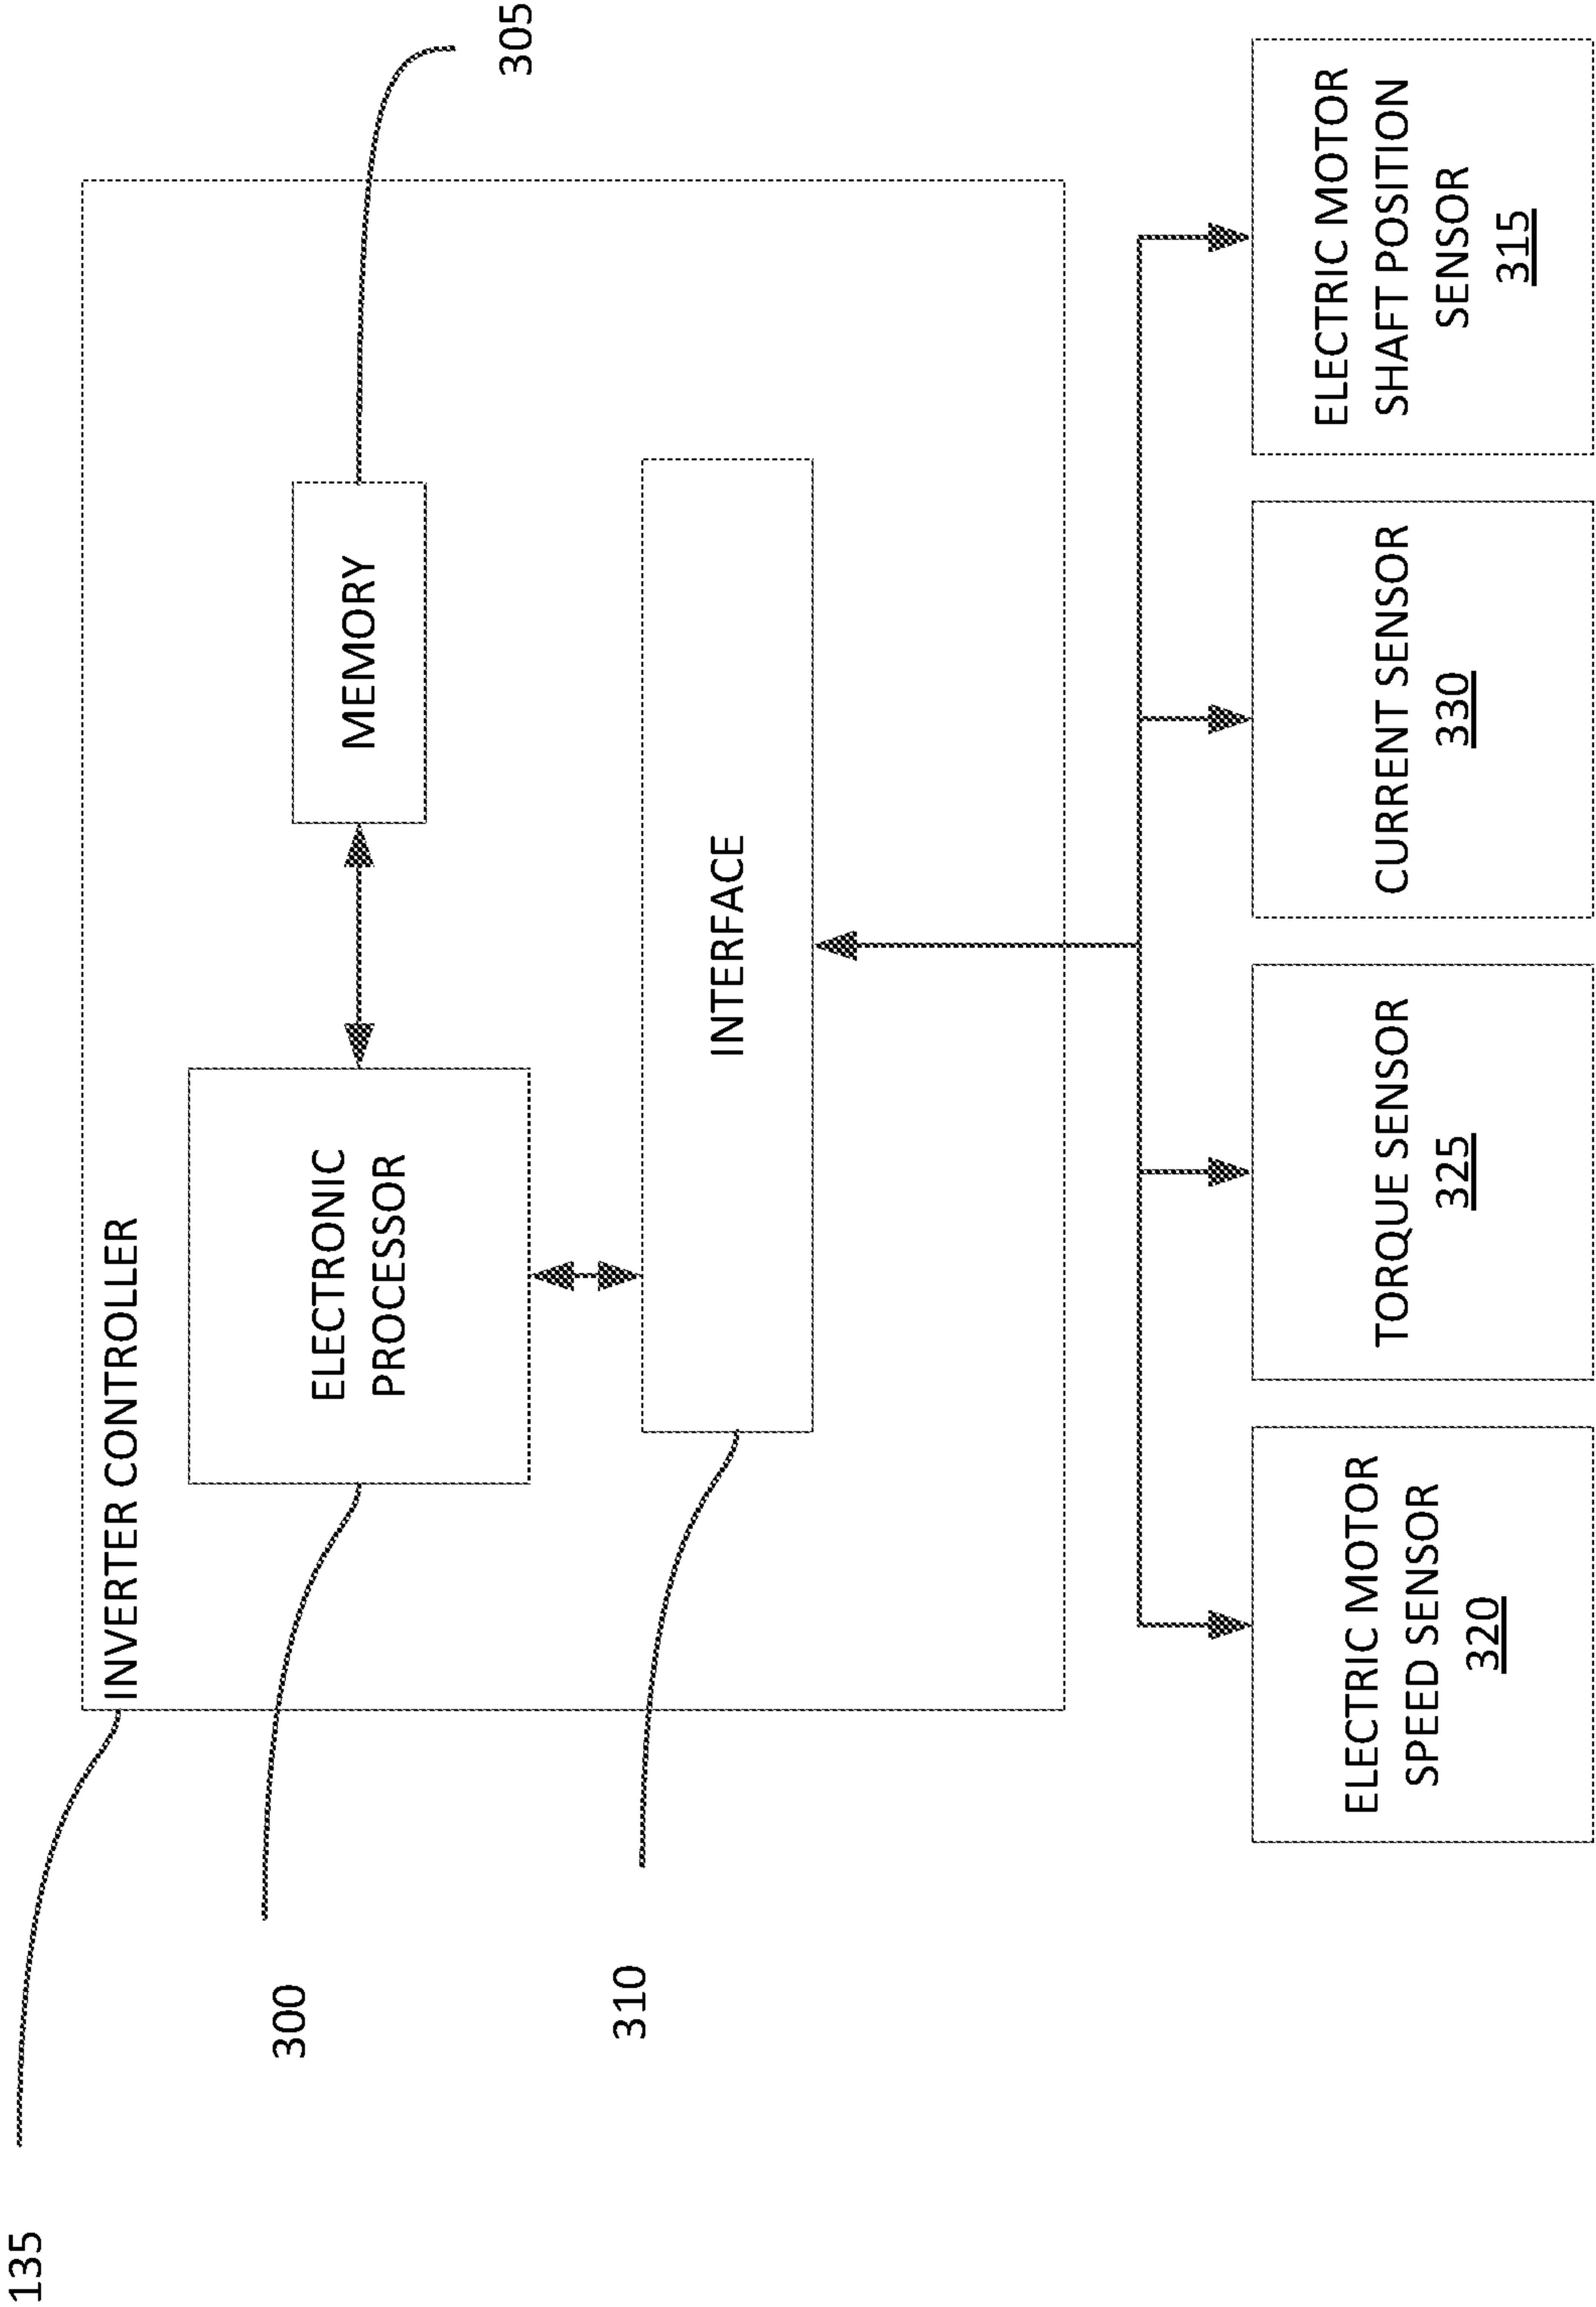 135
INVERTER CONTROLLER
300
ELECTRONIC
PROCESSOR
MEMORY
305
310
INTERFACE
ELECTRIC MOTOR
SPEED SENSOR
320
TORQUE SENSOR
325
CURRENT SENSOR
330
ELECTRIC MOTOR
SHAFT POSITION
SENSOR
315